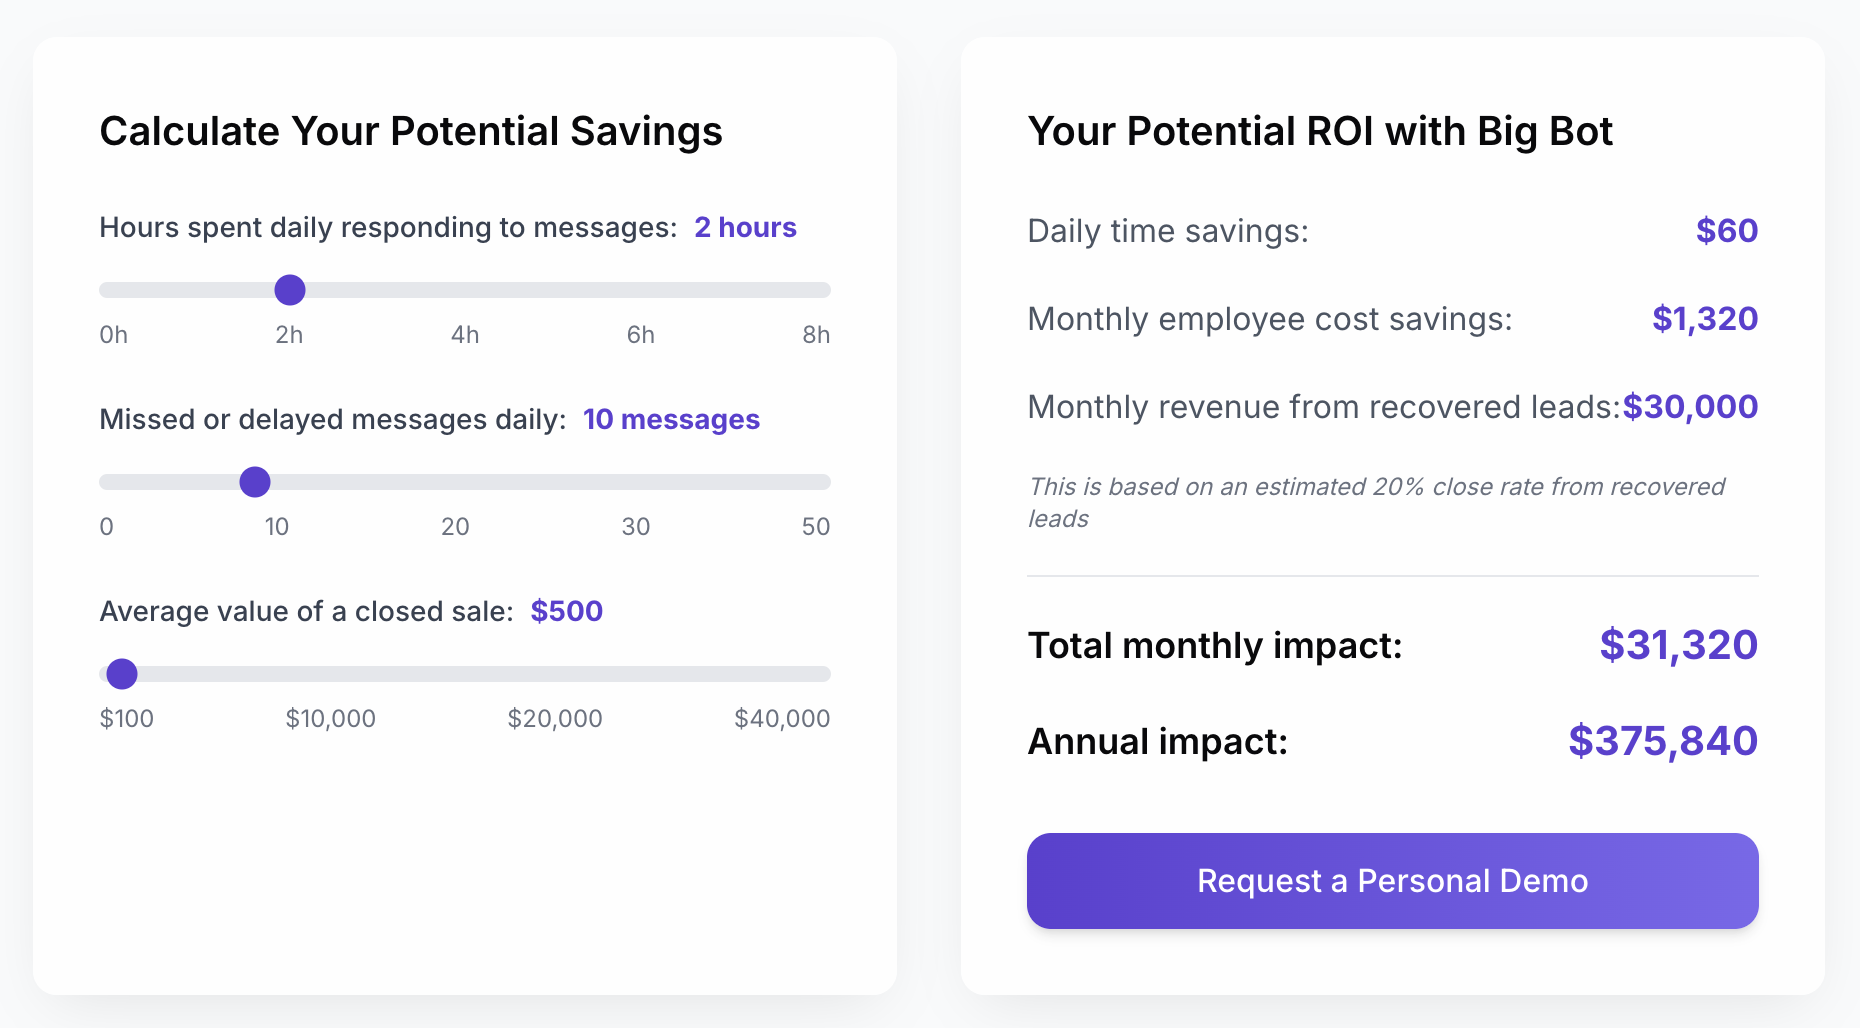 Calculate Your Potential Savings
Hours spent daily responding to messages: 2 hours
0h 2h 4h 6h 8h
Missed or delayed messages daily: 10 messages
0 10 20 30 50
Average value of a closed sale: $500
$100 $10,000 $20,000 $40,000
Your Potential ROI with Big Bot
Daily time savings: $60
Monthly employee cost savings: $1,320
Monthly revenue from recovered leads: $30,000
This is based on an estimated 20% close rate from recovered
leads
Total monthly impact: $31,320
Annual impact: $375,840
Request a Personal Demo